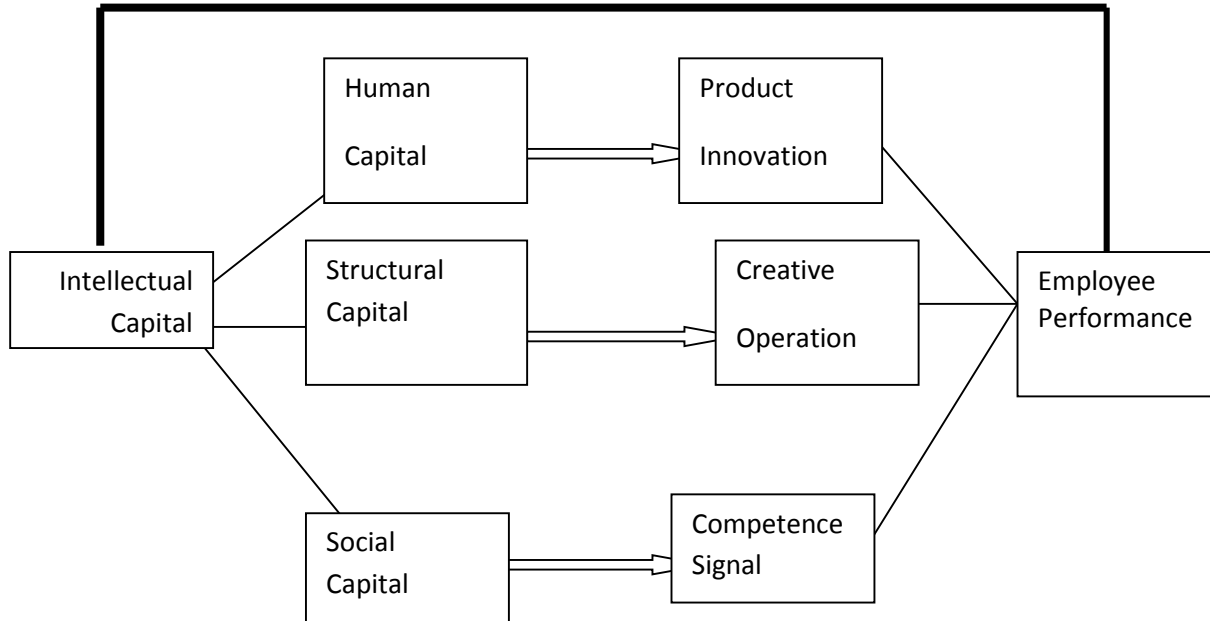 Human
Capital
Product
Innovation
Intellectual
Capital
Structural
Capital
Creative
Operation
Employee
Performance
Social
Capital
Competence
Signal